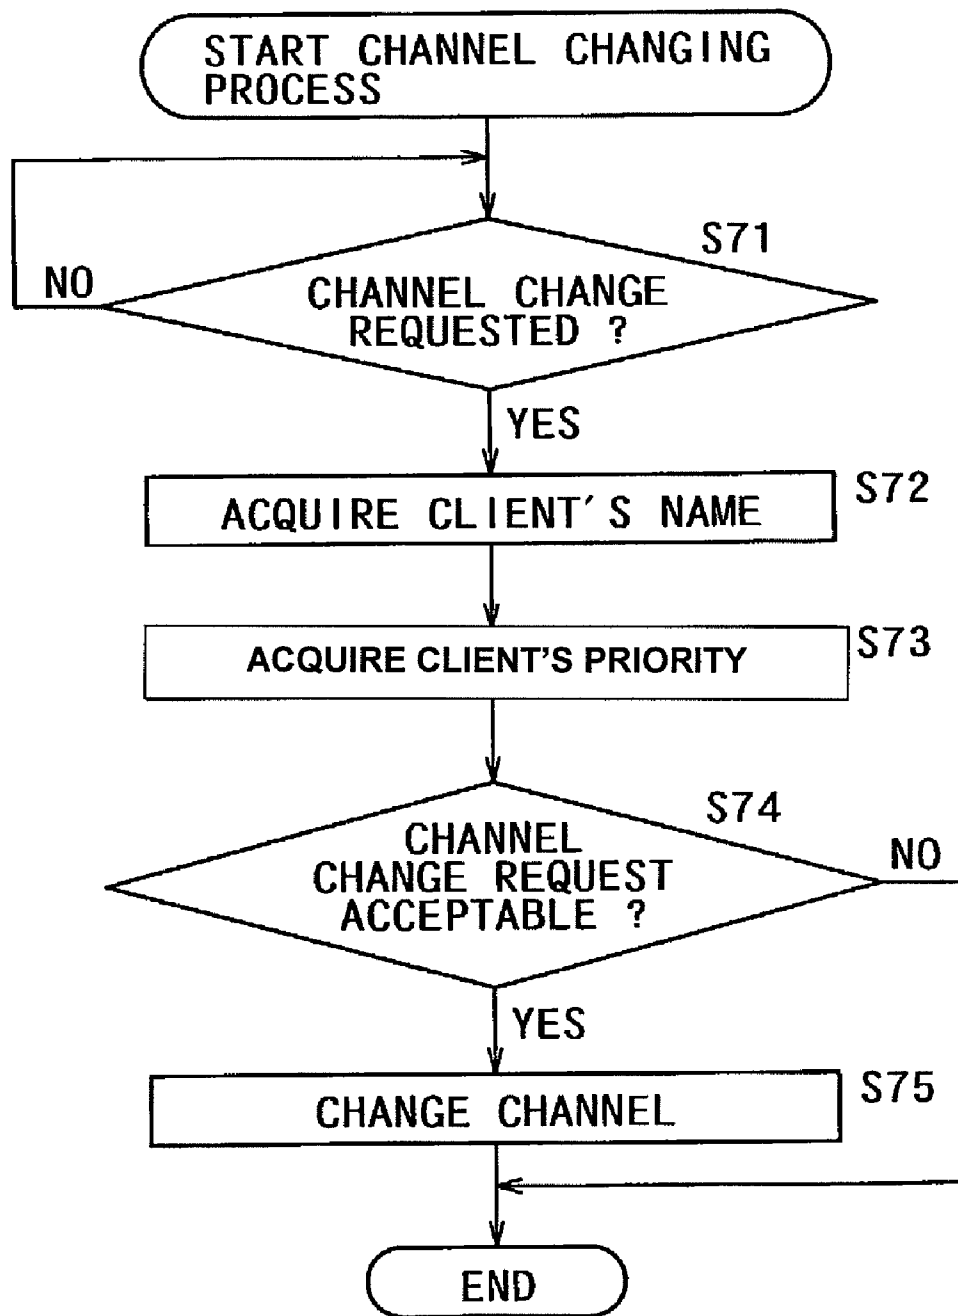 START CHANNEL CHANGING
PROCESS
S71
NO
CHANNEL CHANGE
REQUESTED ?
YES
S72
ACQUIRE CLIENT'S NAME
S73
ACQUIRE CLIENT'S PRIORITY
S74
CHANNEL
CHANGE REQUEST
ACCEPTABLE ?
NO
YES
S75
CHANGE CHANNEL
END